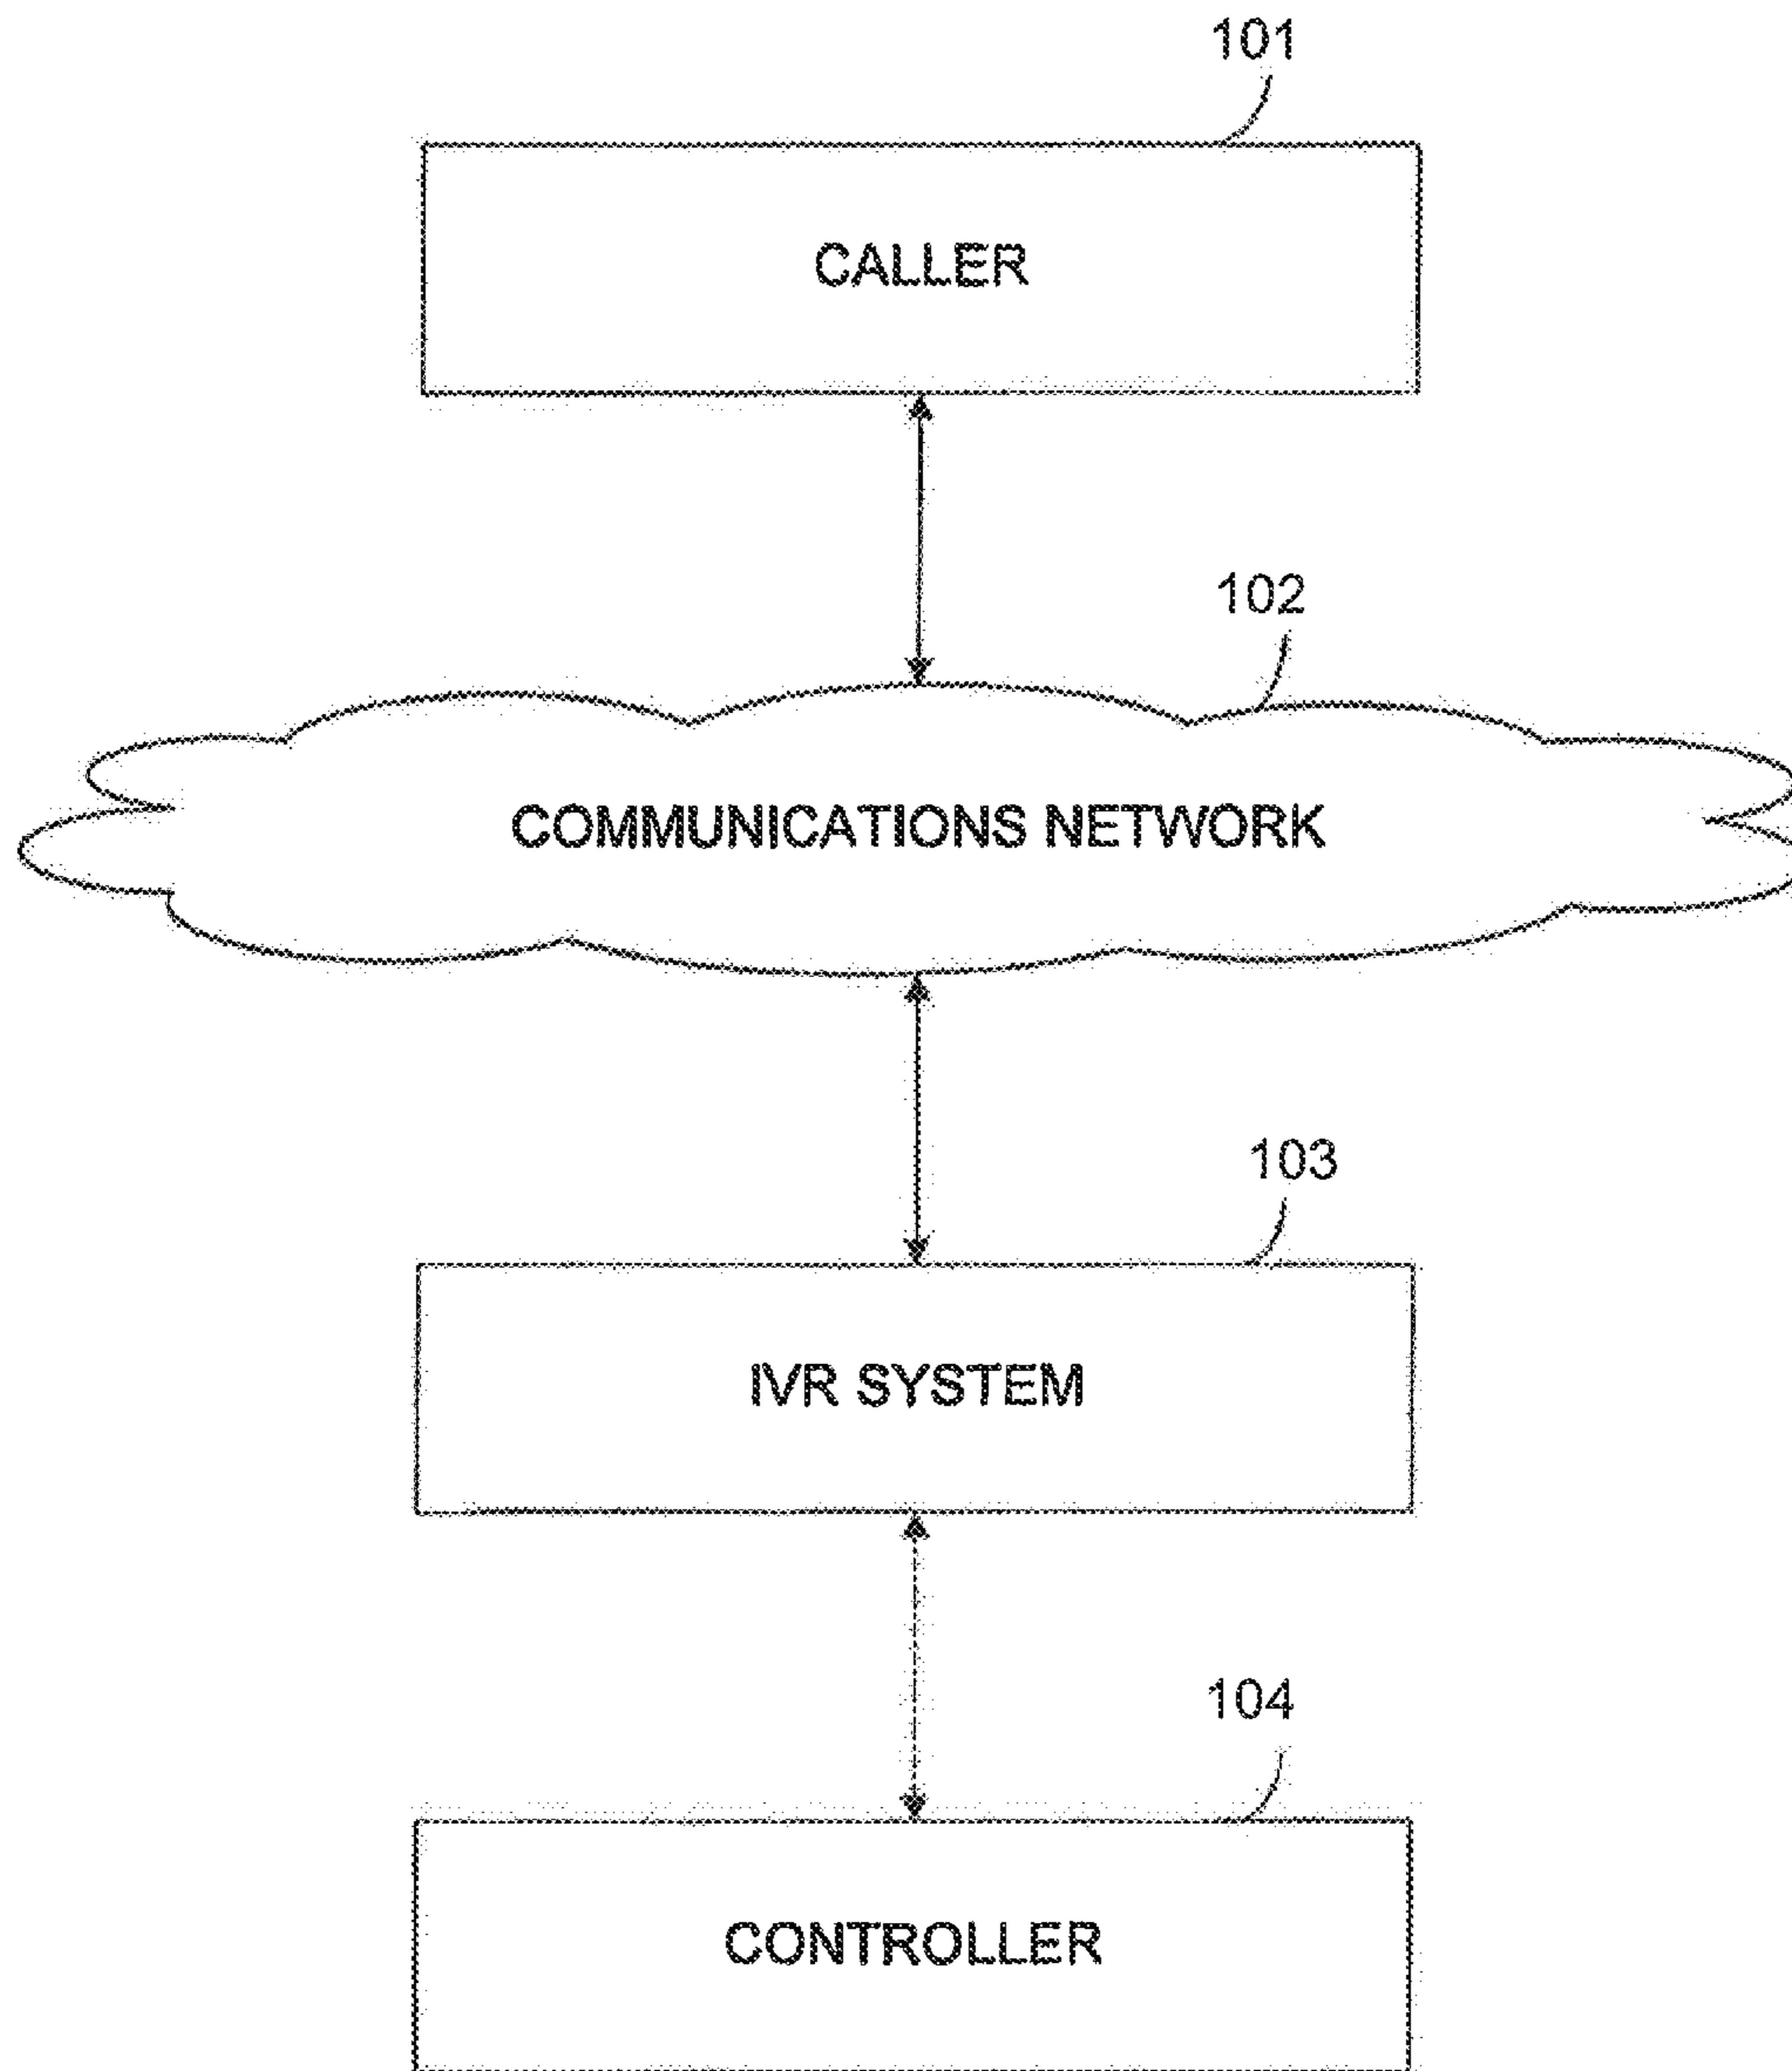 101
CALLER
102
COMMUNICATIONS NETWORK
103
IVR SYSTEM
104
CONTROLLER